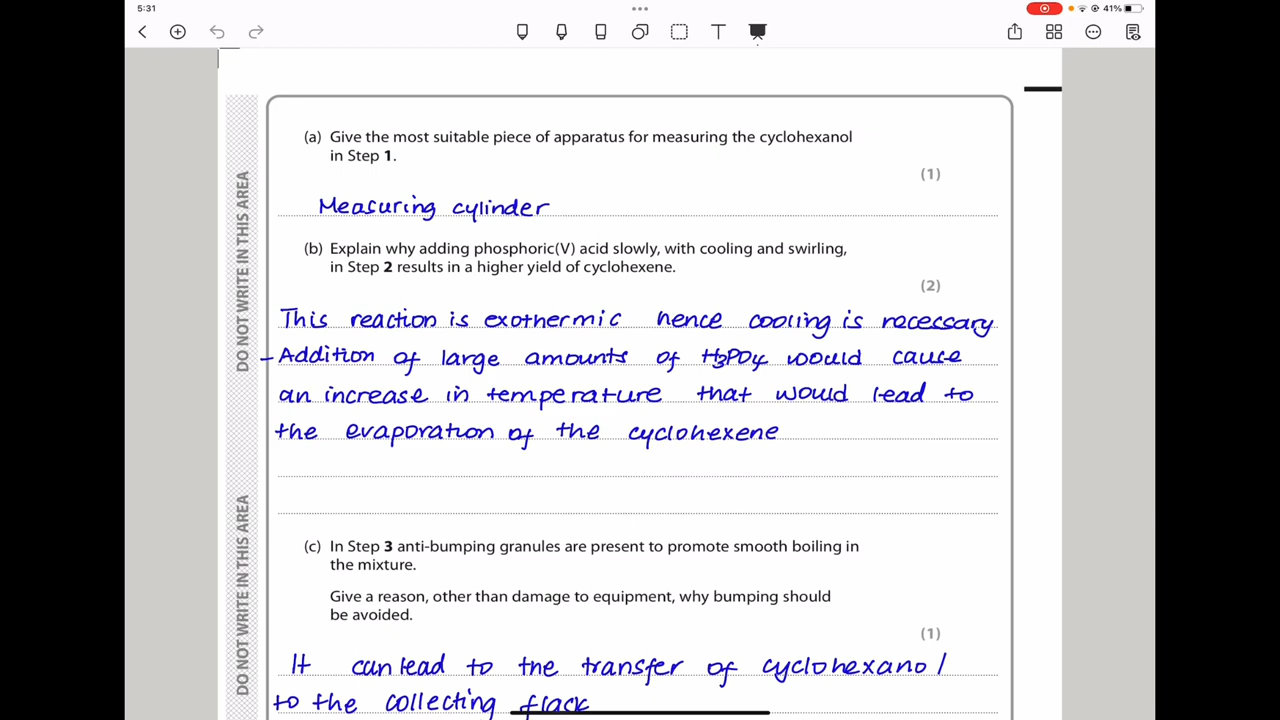 5:31
41%
T
(a) Give the most suitable piece of apparatus for measuring the cyclohexanol
in Step 1.
(1)
Measuring cylinder
(b) Explain why adding phosphoric(V) acid slowly, with cooling and swirling,
in Step 2 results in a higher yield of cyclohexene.
(2)
This reaction is exothermic hence cooling is necessary
- Addition of large amounts of H3PO4 would cause
an increase in temperature that would lead to
the evaporation of the cyclohexene
(c) In Step 3 anti-bumping granules are present to promote smooth boiling in
the mixture.
Give a reason, other than damage to equipment, why bumping should
be avoided.
(1)
It can lead to the transfer of cyclohexanol
to the collecting flask
DO NOT WRITE IN THIS AREA
DO NOT WRITE IN THIS AREA